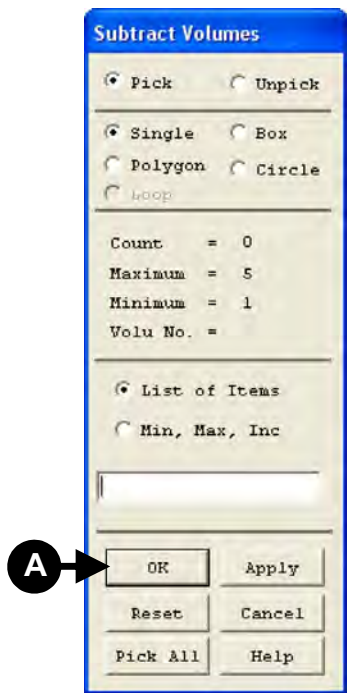 Subtract Volumes
Pick Unpick
Single Box
Polygon Circle
Loop
Count = 0
Maximum = 5
Minimum = 1
Volu No. =
List of Items
Min, Max, Inc
A
OK Apply
Reset Cancel
Pick All Help